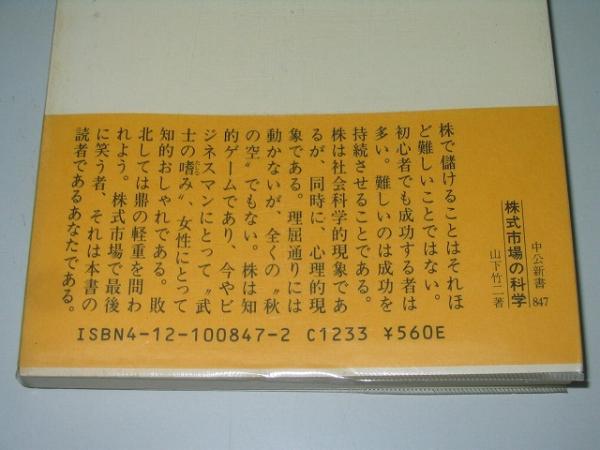 中公新書 847
株式市場の科学
山下竹二著
株で儲けることはそれほ
ど難しいことではない。
初心者でも成功する者は
多い。難しいのは成功を
持続させることである。
株は社会科学的現象であ
るが、同時に、心理的現
象である。理屈通りには
動かないが、全くの〝秋
の空〟でもない。株は知
的ゲームであり、今やビ
ジネスマンにとって〝武
士の嗜み〟、女性にとって
知的おしゃれである。敗
北しては鼎の軽重を問わ
れよう。株式市場で最後
に笑う者、それは本書の
読者であるあなたである。
ISBN4-12-100847-2 C1233 ¥560E